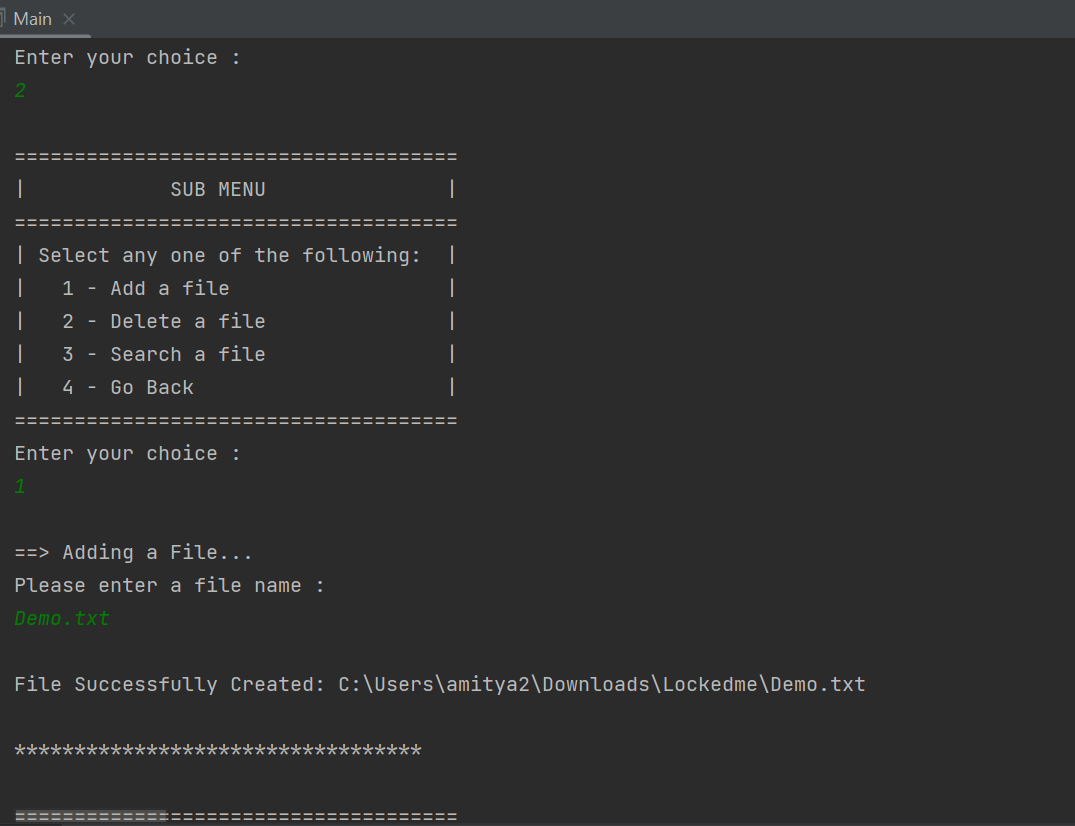 Main
Enter your choice :
2
=====================================
|            SUB MENU               |
=====================================
| Select any one of the following:  |
|   1 - Add a file                  |
|   2 - Delete a file               |
|   3 - Search a file               |
|   4 - Go Back                     |
=====================================
Enter your choice :
1
==> Adding a File...
Please enter a file name :
Demo.txt
File Successfully Created: C:\Users\amitya2\Downloads\Lockedme\Demo.txt
**********************************
=====================================